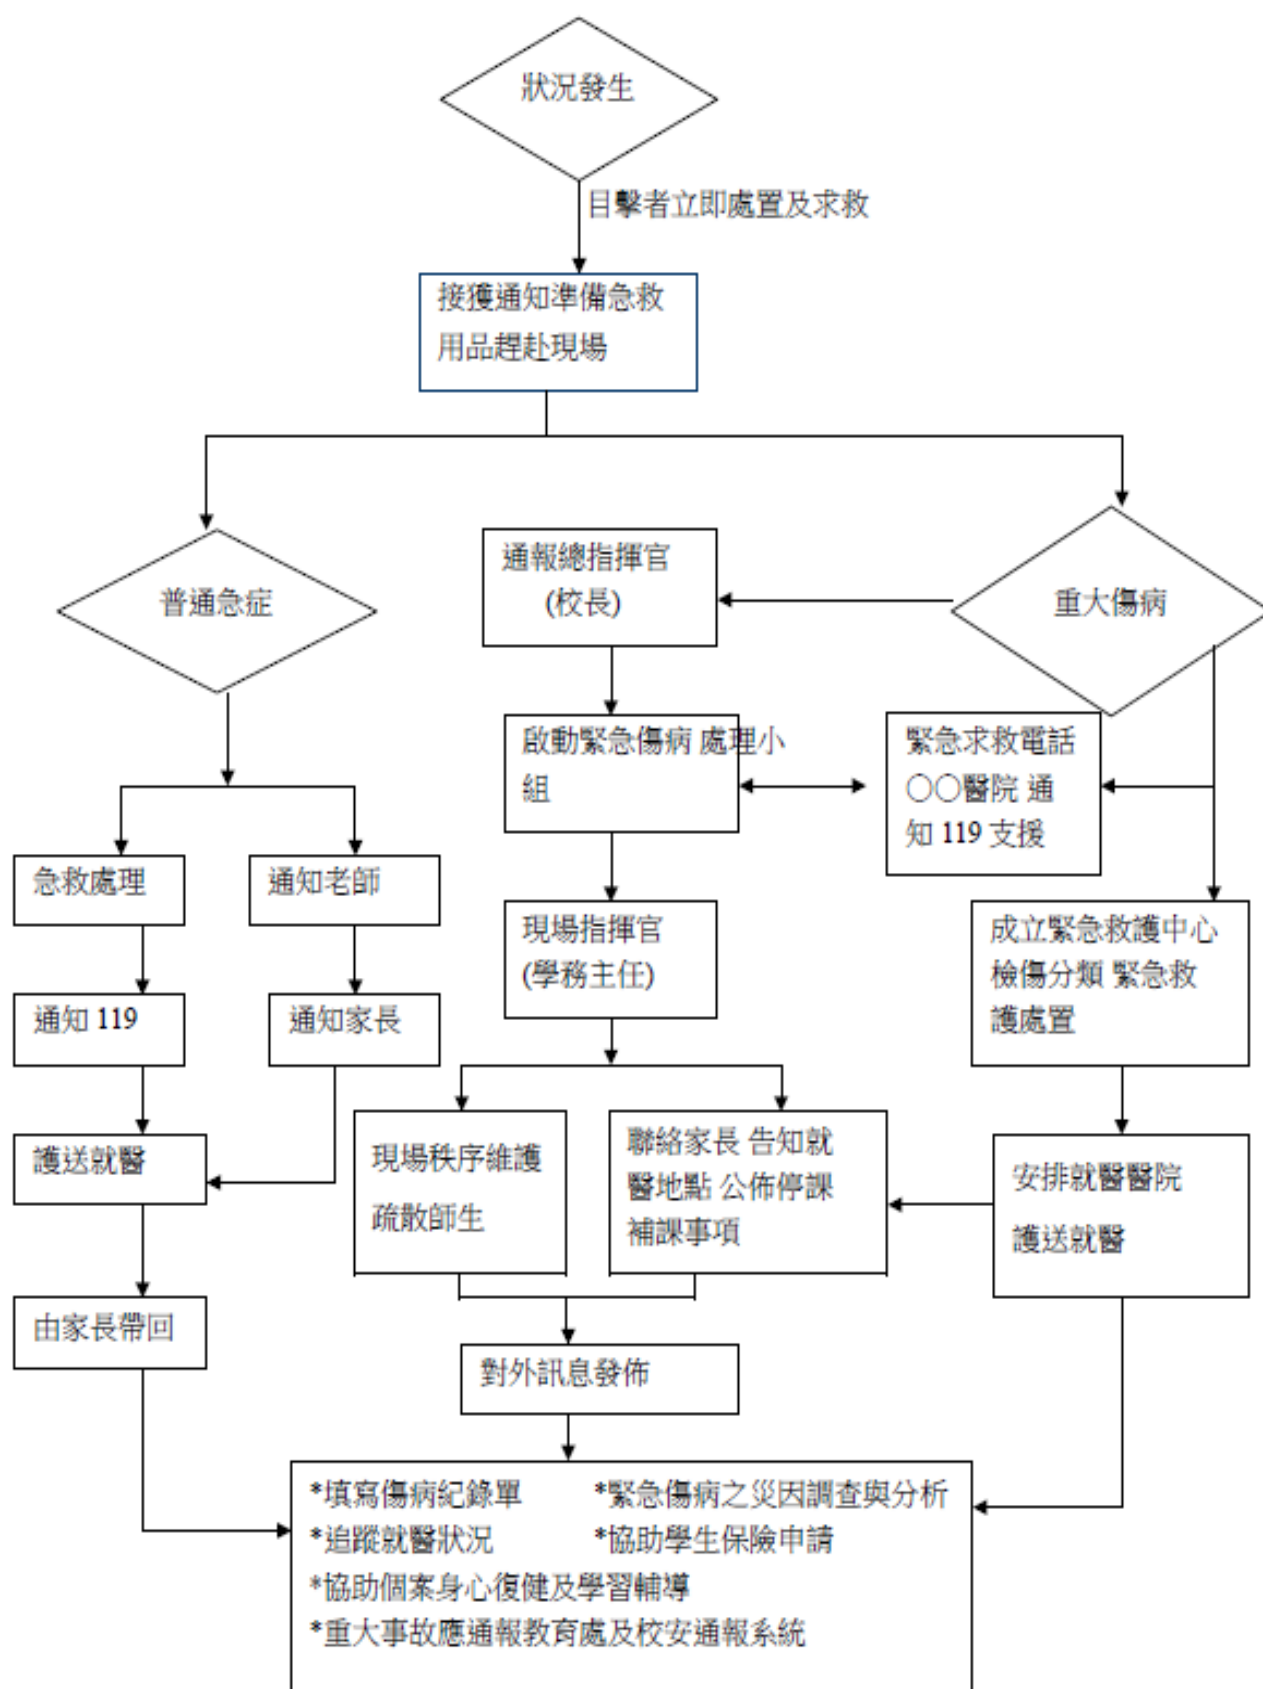 狀況發生
目擊者立即處置及求救
接獲通知準備急救
用品趕赴現場
普通急症
通報總指揮官
(校長)
重大傷病
啟動緊急傷病 處理小
組
緊急求救電話
○○醫院 通
知 119 支援
急救處理
通知老師
現場指揮官
(學務主任)
成立緊急救護中心
檢傷分類 緊急救
護處置
通知 119
通知家長
護送就醫
現場秩序維護
疏散師生
聯絡家長 告知就
醫地點 公佈停課
補課事項
安排就醫醫院
護送就醫
由家長帶回
對外訊息發佈
*填寫傷病紀錄單 *緊急傷病之災因調查與分析
*追蹤就醫狀況 *協助學生保險申請
*協助個案身心復健及學習輔導
*重大事故應通報教育處及校安通報系統